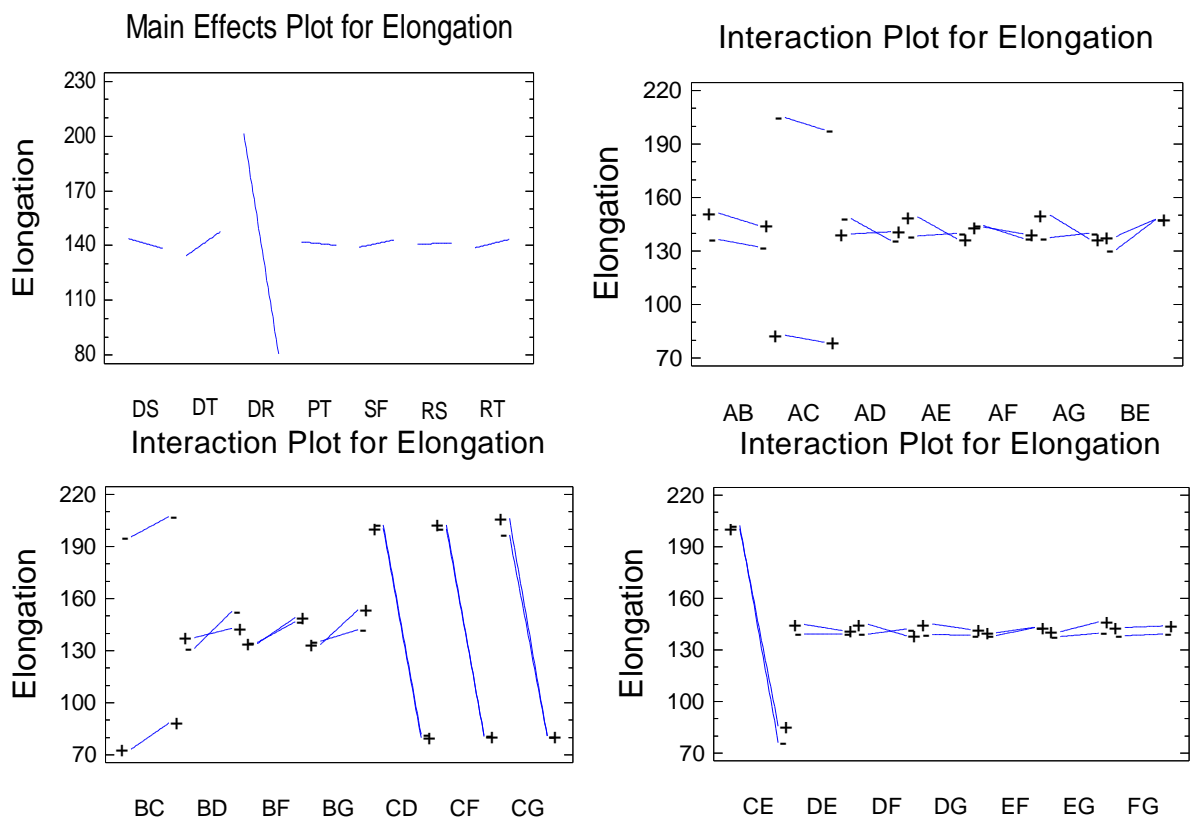 Main Effects Plot for Elongation
Elongation
230
200
170
140
110
80
DS DT DR PT SF RS RT
Interaction Plot for Elongation
Elongation
220
190
160
130
100
70
AB AC AD AE AF AG BE
Interaction Plot for Elongation
Elongation
220
190
160
130
100
70
BC BD BF BG CD CF CG
Interaction Plot for Elongation
Elongation
220
190
160
130
100
70
CE DE DF DG EF EG FG